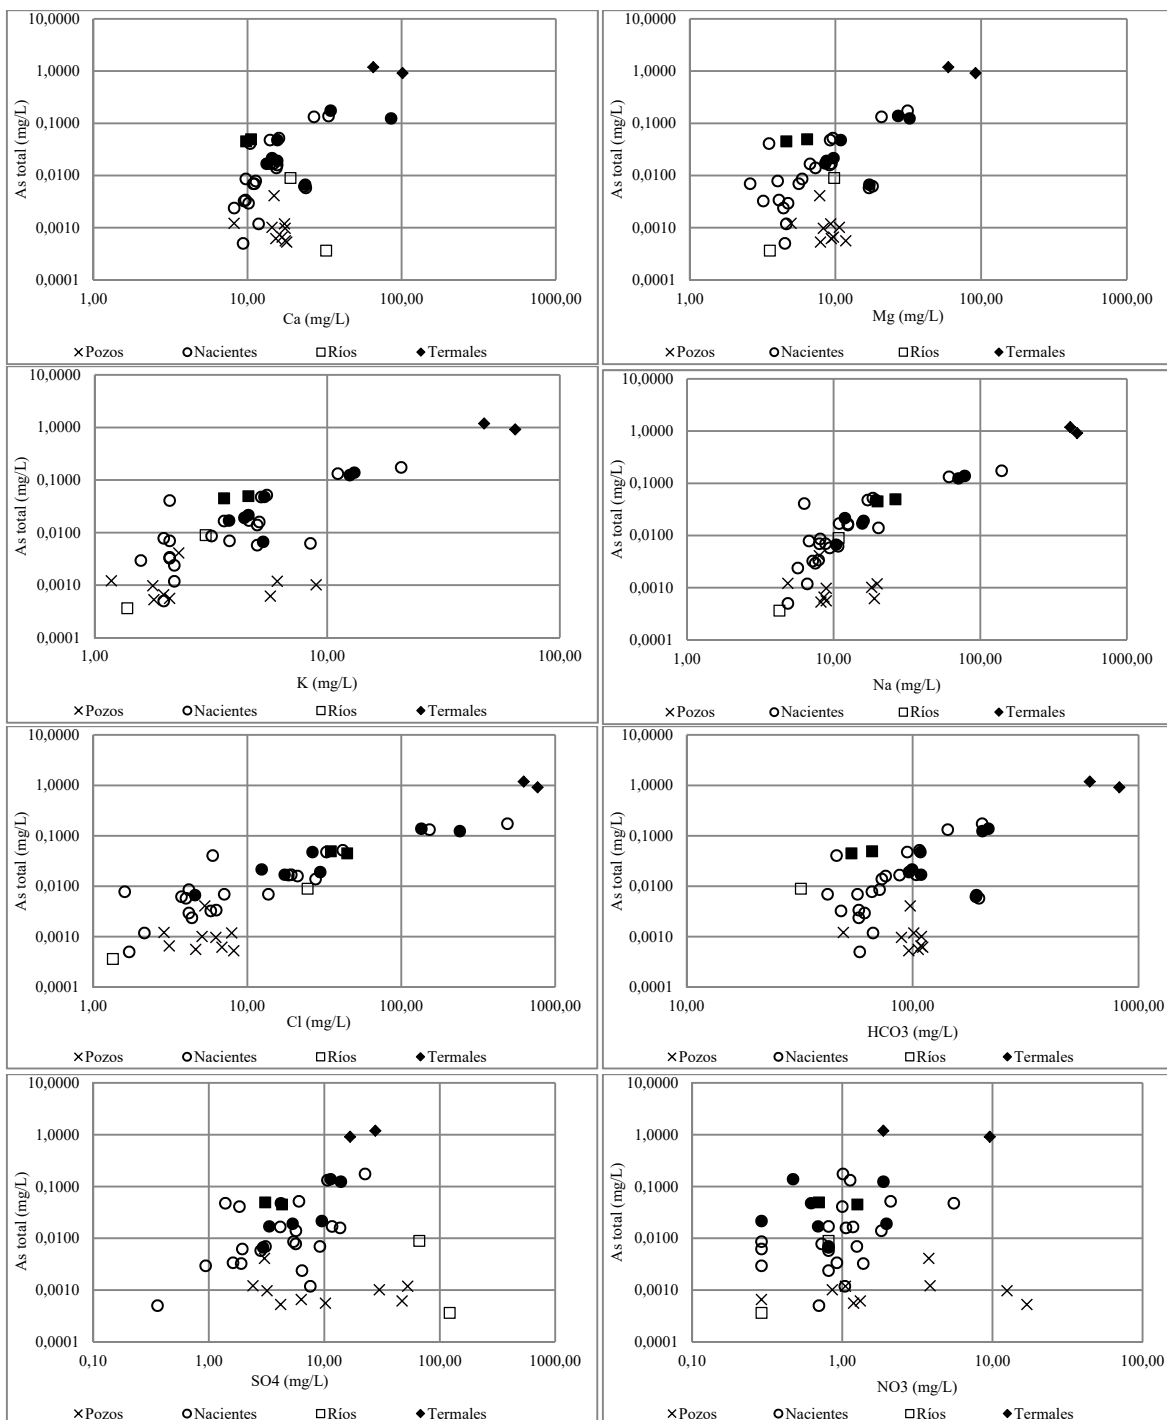 10,0000
1,0000
0,1000
0,0100
0,0010
0,0001
As total (mg/L)
1,00 10,00 100,00 1000,00
Ca (mg/L)
×Pozos Nacientes Ríos Termales
10,0000
1,0000
0,1000
0,0100
0,0010
0,0001
As total (mg/L)
1,00 10,00 100,00 1000,00
Mg (mg/L)
Pozos Nacientes Ríos Termales
10,0000
1,0000
0,1000
0,0100
0,0010
0,0001
As total (mg/L)
1,00 10,00 100,00
K (mg/L)
Pozos Nacientes Ríos Termales
10,0000
1,0000
0,1000
0,0100
0,0010
0,0001
As total (mg/L)
1,00 10,00 100,00 1000,00
Na (mg/L)
Pozos Nacientes Ríos Termales
10,0000
1,0000
0,1000
0,0100
0,0010
0,0001
As total (mg/L)
1,00 10,00 100,00 1000,00
Cl (mg/L)
Pozos Nacientes Ríos Termales
10,0000
1,0000
0,1000
0,0100
0,0010
0,0001
As total (mg/L)
10,00 100,00 1000,00
HCO3 (mg/L)
Pozos Nacientes Ríos Termales
10,0000
1,0000
0,1000
0,0100
0,0010
0,0001
As total (mg/L)
0,10 1,00 10,00 100,00 1000,00
SO4 (mg/L)
Pozos Nacientes Ríos Termales
10,0000
1,0000
0,1000
0,0100
0,0010
0,0001
As total (mg/L)
0,10 1,00 10,00 100,00
NO3 (mg/L)
Pozos Nacientes Ríos Termales